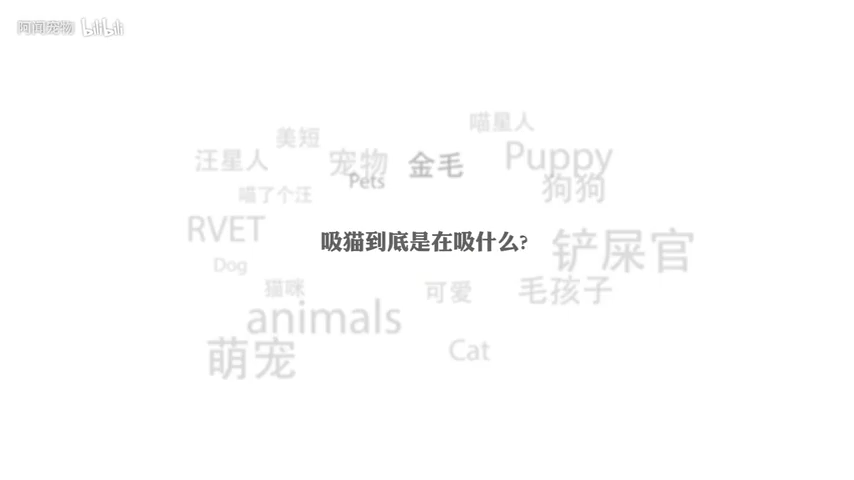 阿闻宠物 bilibili
喵星人
美短
汪星人
宠物
金毛
Puppy
Pets
狗狗
喵了个汪
RVET
吸猫到底是在吸什么?
铲屎官
Dog
猫咪
可爱
毛孩子
animals
萌宠
Cat